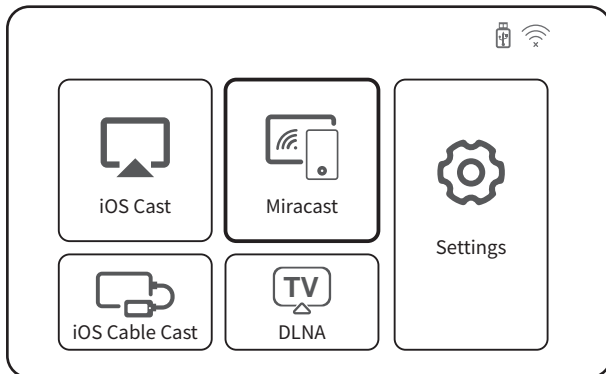 iOS Cast
Miracast
Settings
iOS Cable Cast
TV
DLNA